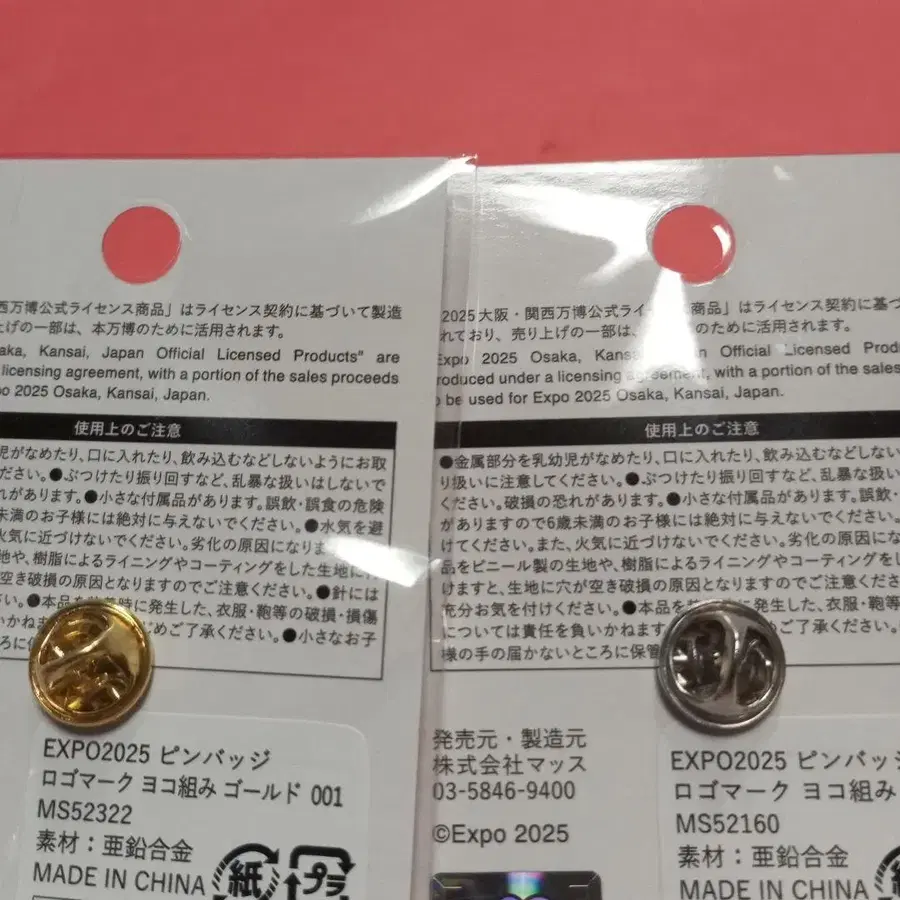 西万博公式ライセンス商品」はライセンス契約に基づいて製造
上げの一部は、本万博のために活用されます。
aka, Kansai, Japan Official Licensed Products" are
licensing agreement, with a portion of the sales proceeds
po 2025 Osaka, Kansai, Japan.
使用上のご注意
児がなめたり、口に入れたり、飲み込むなどしないようにお取
ださい。●ぶつけたり振り回すなど、乱暴な扱いはしないで
れがあります。●小さな付属品があります。誤飲・誤食の危険
未満のお子様には絶対に与えないでください。●水気を避
火気に近づけないでください。劣化の原因になりま
地や、樹脂によるライニングやコーティングをした生地に
空き破損の原因となりますのでご注意ください。●針には
い。●本品を 時に発生した、衣服・鞄等の破損・損傷
いかね めご了承ください。●小さなお子
EXPO2025 ピンバッジ
ロゴマーク ヨコ組み ゴールド 001
MS52322
素材：亜鉛合金
MADE IN CHINA
紙
プラ
2025大阪・関西万博公式ライ 商品」はライセンス契約に基づ
れており、売り上げの一部は、 万博のために活用されます。
Expo 2025 Osaka, Kansa Official Licensed Produ
roduced under a licensing agreement, with a portion of the sales
o be used for Expo 2025 Osaka, Kansai, Japan.
使用上のご注意
●金属部分を乳幼児がなめたり、口に入れたり、飲み込むなどしない
り扱いに注意してください。●ぶつけたり振り回すなど、乱暴な扱い
ください。破損の恐れがあります。●小さな付属品があります。誤飲・
がありますので6歳未満のお子様には絶対に与えないでください。
けてください。また、火気に近づけないでください。劣化の原因になり
品をビニール製の生地や、樹脂によるライニングやコーティングをし
けますと、生地に穴が空き破損の原因となりますのでご注意くださ
充分お気を付けください。●本品を に発生した、衣服・鞄
については責任を負いかねます ご了承ください。
様の手の届かないところに保管
発売元・製造元
株式会社マッス
03-5846-9400
©Expo 2025
EXPO2025 ピンバッジ
ロゴマーク ヨコ組み
MS52160
素材：亜鉛合金
MADE IN CHINA